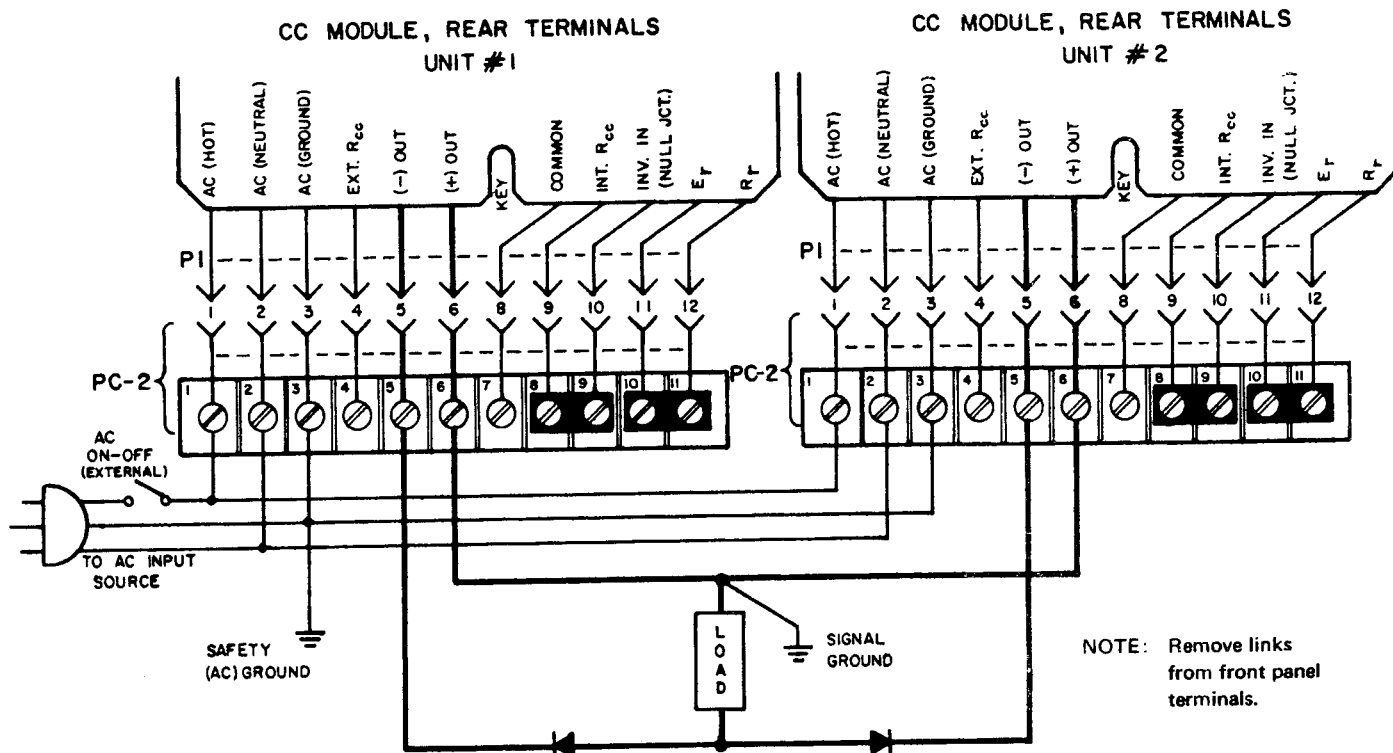 CC MODULE, REAR TERMINALS
UNIT #1
AC (HOT)
AC (NEUTRAL)
AC (GROUND)
EXT. Rcc
(-) OUT
(+) OUT
KEY
COMMON
INT. Rcc
INV. IN
(NULL JCT.)
Er
Rr
P1
1 2 3 4 5 6 8 9 10 11 12
PC-2
1 2 3 4 5 6 7 8 9 10 11
CC MODULE, REAR TERMINALS
UNIT #2
AC (HOT)
AC (NEUTRAL)
AC (GROUND)
EXT. Rcc
(-) OUT
(+) OUT
KEY
COMMON
INT. Rcc
INV. IN
(NULL JCT.)
Er
Rr
P1
1 2 3 4 5 6 8 9 10 11 12
PC-2
1 2 3 4 5 6 7 8 9 10 11
AC
ON-OFF
(EXTERNAL)
TO AC INPUT
SOURCE
SAFETY
(AC) GROUND
LOAD
SIGNAL
GROUND
NOTE: Remove links
from front panel
terminals.